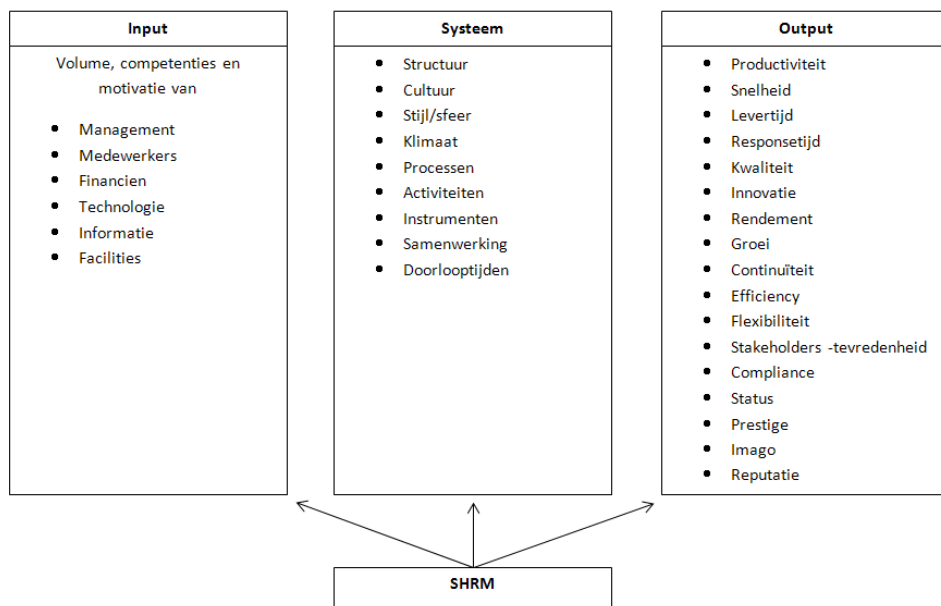 Input
Volume, competenties en
motivatie van
Management
Medewerkers
Financien
Technologie
Informatie
Facilities
Systeem
Structuur
Cultuur
Stijl/sfeer
Klimaat
Processen
Activiteiten
Instrumenten
Samenwerking
Doorlooptijden
Output
Productiviteit
Snelheid
Levertijd
Responsetijd
Kwaliteit
Innovatie
Rendement
Groei
Continuïteit
Efficiency
Flexibiliteit
Stakeholders -tevredenheid
Compliance
Status
Prestige
Imago
Reputatie
SHRM